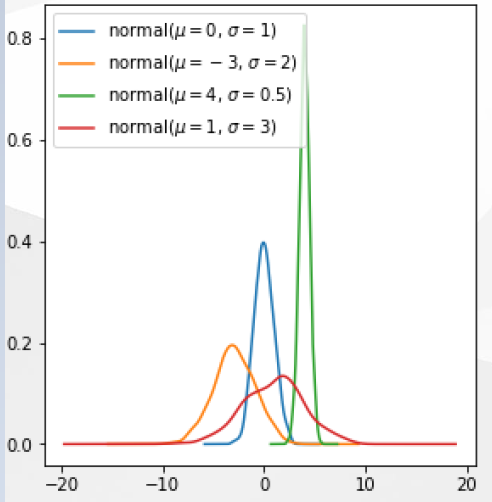 normal(μ = 0, σ = 1)
normal(μ = − 3, σ = 2)
normal(μ = 4, σ = 0.5)
normal(μ = 1, σ = 3)
0.8
0.6
0.4
0.2
0.0
−20 −10 0 10 20